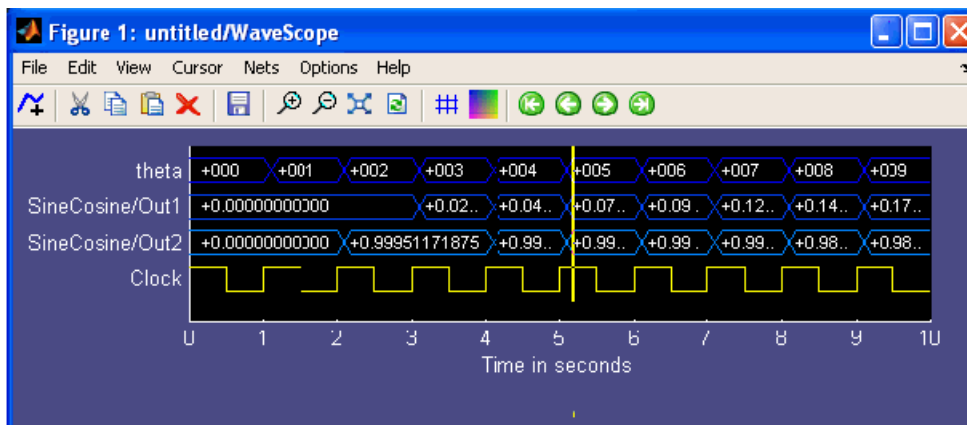 Figure 1: untitled/WaveScope
File Edit View Cursor Nets Options Help
theta +000 +001 +002 +003 +004 +005 +006 +007 +008 +009
SineCosine/Out1 +0.00000000000 +0.02.. +0.04.. +0.07.. +0.09 . +0.12.. +0.14.. +0.17..
SineCosine/Out2 +0.00000000000 +0.99951171875 +0.99.. +0.99.. +0.99 . +0.99.. +0.98.. +0.98..
Clock
0 1 2 3 4 5 6 7 8 9 10
Time in seconds